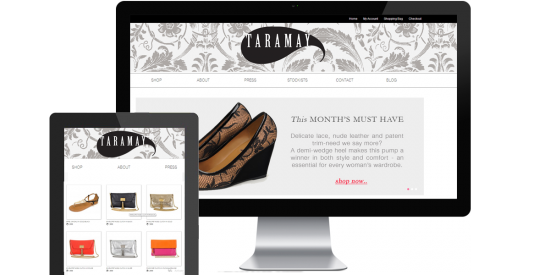 Home My Account Shopping Bag Checkout
TARAMAY
SHOP ABOUT PRESS STOCKISTS CONTACT BLOG
This MONTH'S MUST HAVE
Delicate lace, nude leather and patent
trim-need we say more?
A demi-wedge heel makes this pump a
winner in both style and comfort - an
essential for every woman's wardrobe.
shop now..
TARAMAY
SHOP ABOUT PRESS